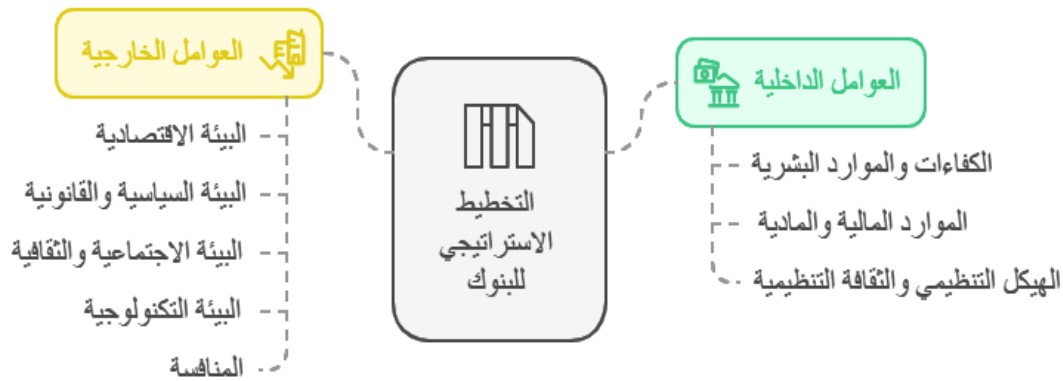 العوامل الداخلية
الكفاءات والموارد البشرية
الموارد المالية والمادية
الهيكل التنظيمي والثقافة التنظيمية
التخطيط
الاستراتيجي
للبنوك
العوامل الخارجية
البيئة الاقتصادية
البيئة السياسية والقانونية
البيئة الاجتماعية والثقافية
البيئة التكنولوجية
المنافسة